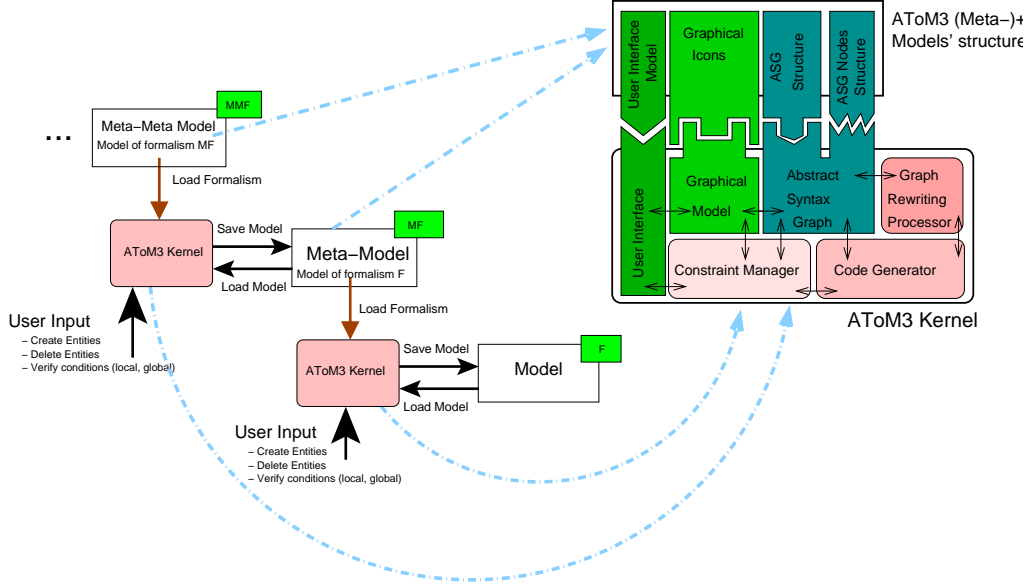 ...
MMF
Meta−Meta Model
Model of formalism MF
Load Formalism
AToM3 Kernel
Save Model
Load Model
MF
Meta−Model
Model of formalism F
User Input
− Create Entities
− Delete Entities
− Verify conditions (local, global)
Load Formalism
AToM3 Kernel
Save Model
Load Model
F
Model
User Input
− Create Entities
− Delete Entities
− Verify conditions (local, global)
AToM3 (Meta−)+
Models' structure
User Interface
Model
Graphical
Icons
ASG
Structure
ASG Nodes
Structure
User Interface
Graphical
Model
Abstract
Syntax
Graph
Graph
Rewriting
Processor
Constraint Manager
Code Generator
AToM3 Kernel